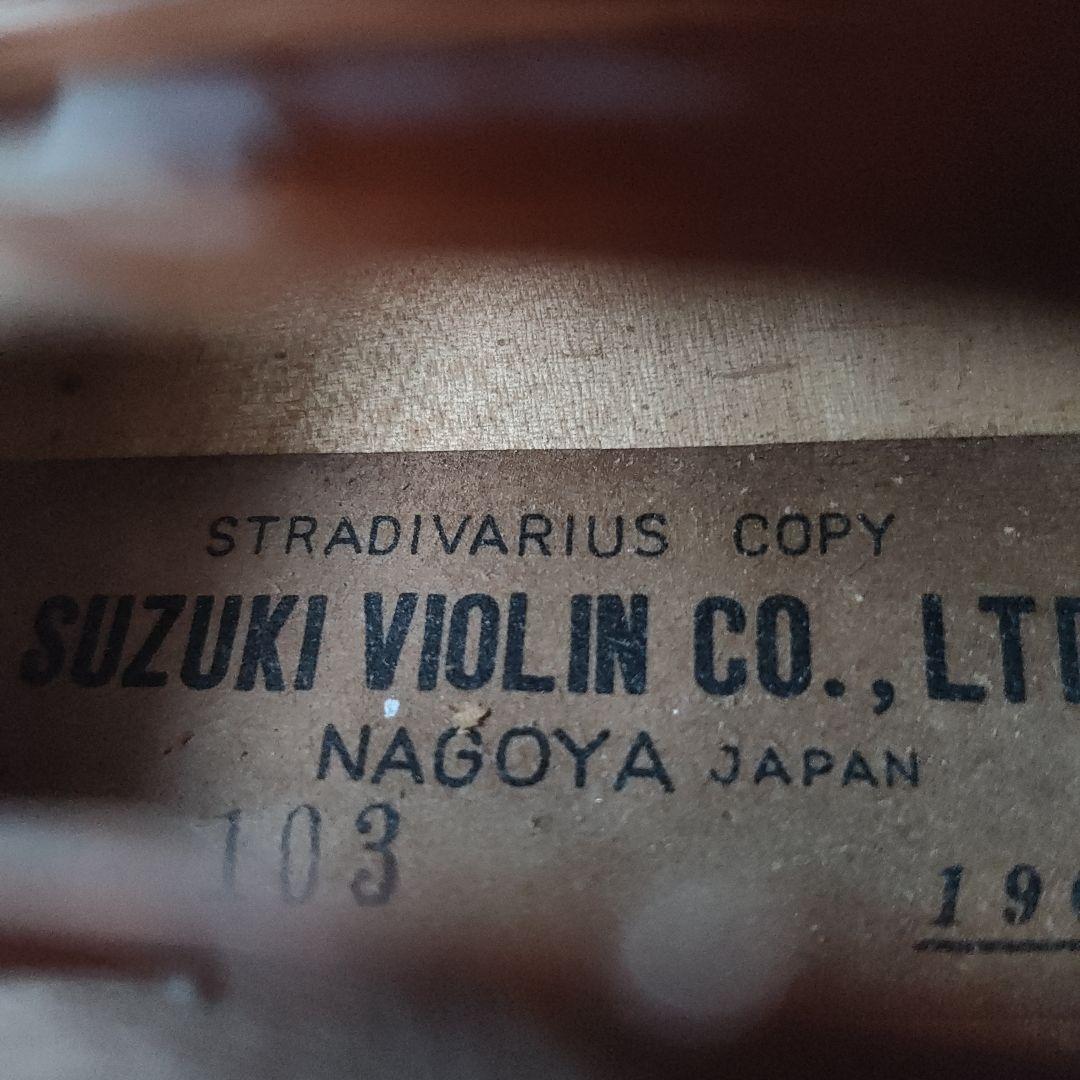 STRADIVARIUS COPY
SUZUKI VIOLIN CO., LTD
NAGOYA JAPAN
103